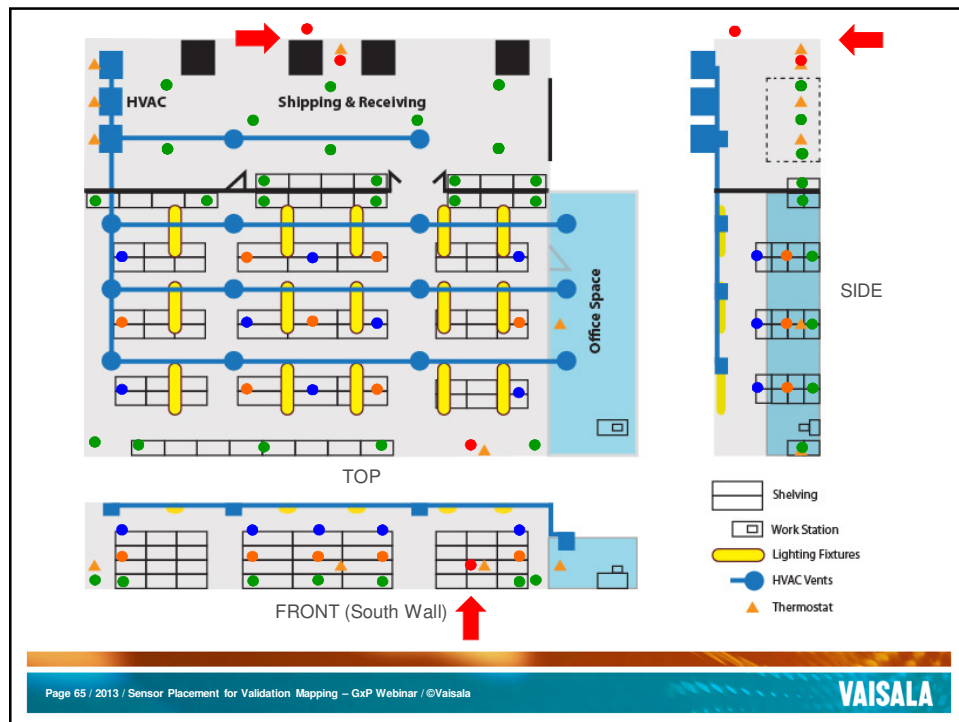 HVAC
Shipping & Receiving
Office Space
SIDE
TOP
FRONT (South Wall)
Shelving
Work Station
Lighting Fixtures
HVAC Vents
Thermostat
Page 65 / 2013 / Sensor Placement for Validation Mapping – GxP Webinar / ©Vaisala
VAISALA